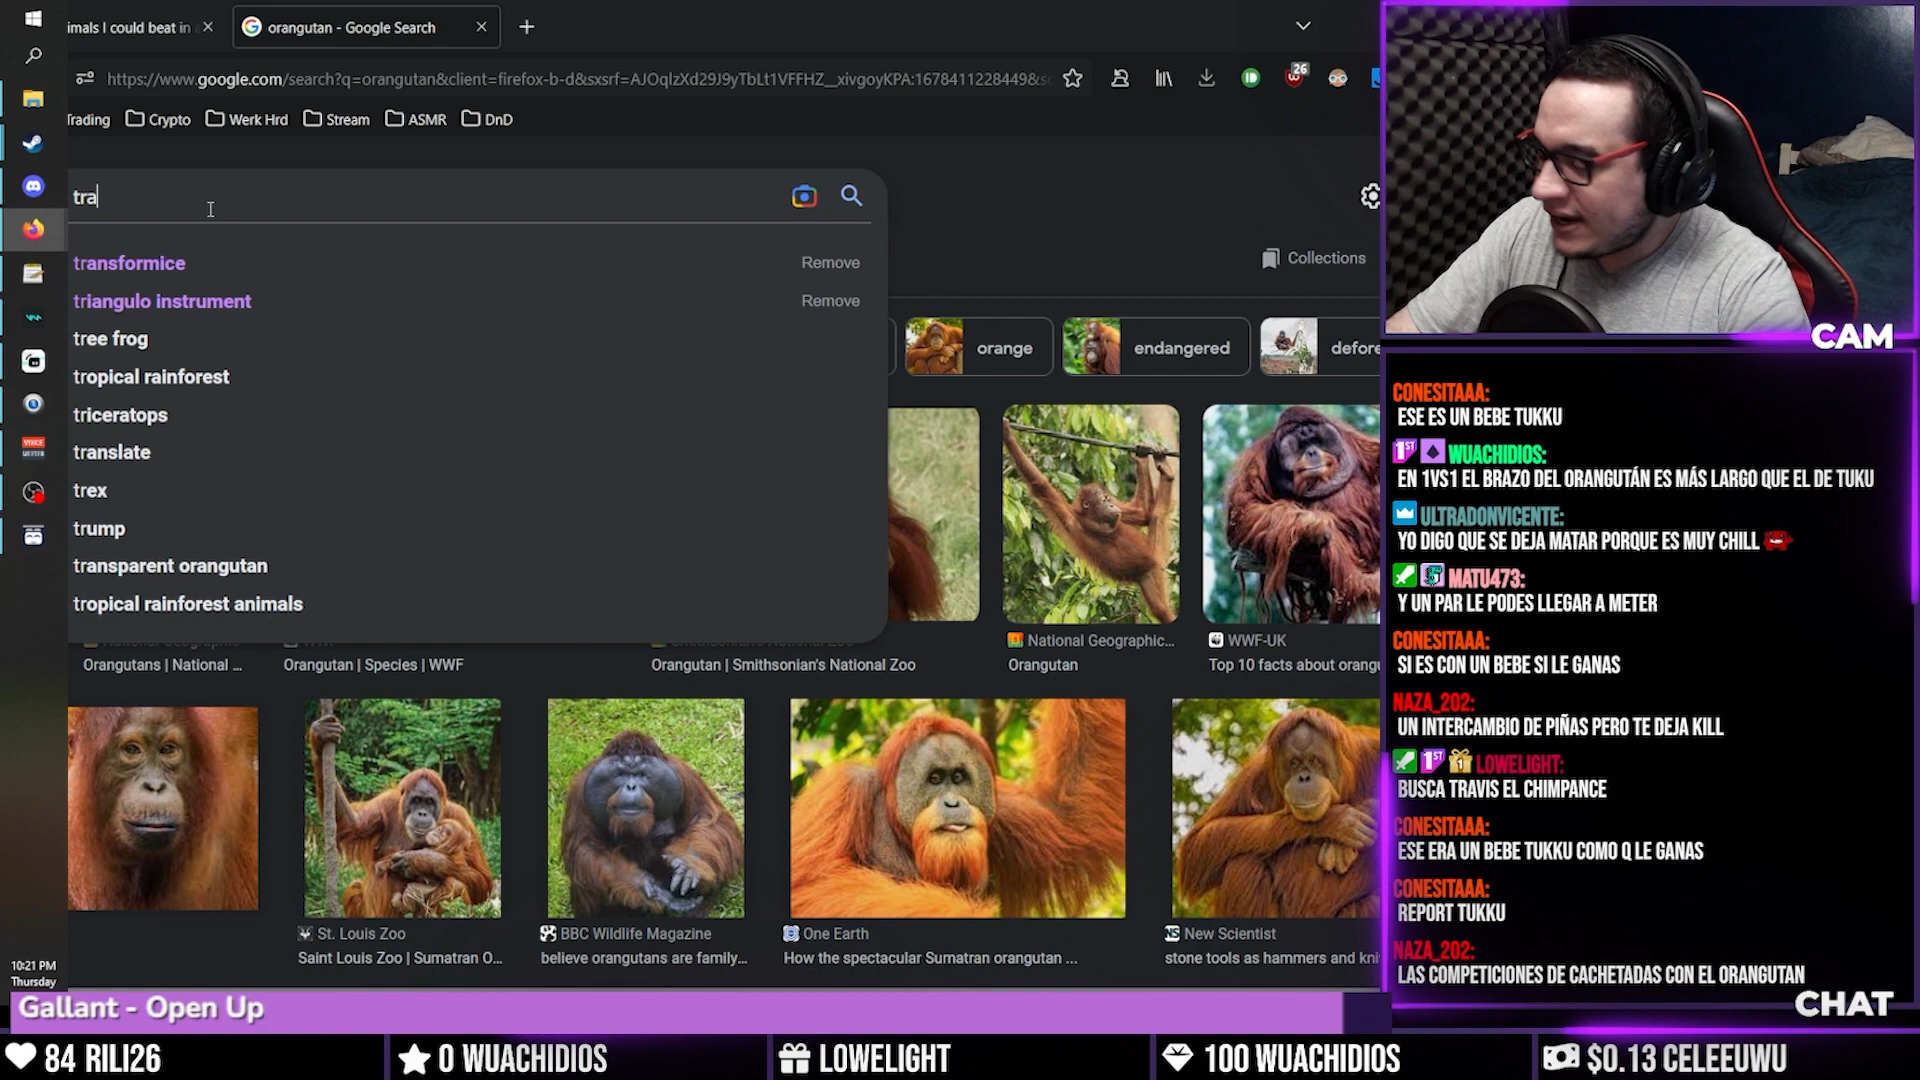 imals I could beat in
orangutan - Google Search
https://www.google.com/search?q=orangutan&client=firefox-b-d&sxsrf=AJOqlzXd29J9yTbLt1VFFHZ__xivgoyKPA:1678411228449&s
26
Trading
Crypto
Werk Hrd
Stream
ASMR
DnD
tra
transformice
Remove
triangulo instrument
Remove
tree frog
tropical rainforest
triceratops
translate
trex
trump
transparent orangutan
tropical rainforest animals
Collections
orange
endangered
defore
National Geographic...
Orangutan
WWF-UK
Top 10 facts about orangu
Orangutans | National ...
Orangutan | Species | WWF
Orangutan | Smithsonian's National Zoo
St. Louis Zoo
Saint Louis Zoo | Sumatran O...
BBC Wildlife Magazine
believe orangutans are family...
One Earth
How the spectacular Sumatran orangutan ...
NS New Scientist
stone tools as hammers and kni
10:21 PM
Thursday
Gallant - Open Up
CAM
CONESITAAA:
ESE ES UN BEBE TUKKU
1ST WUACHIDIOS:
EN 1VS1 EL BRAZO DEL ORANGUTÁN ES MÁS LARGO QUE EL DE TUKU
ULTRADONVICENTE:
YO DIGO QUE SE DEJA MATAR PORQUE ES MUY CHILL
MATU473:
Y UN PAR LE PODES LLEGAR A METER
CONESITAAA:
SI ES CON UN BEBE SI LE GANAS
NAZA_202:
UN INTERCAMBIO DE PIÑAS PERO TE DEJA KILL
1ST 1 LOWELIGHT:
BUSCA TRAVIS EL CHIMPANCE
CONESITAAA:
ESE ERA UN BEBE TUKKU COMO Q LE GANAS
CONESITAAA:
REPORT TUKKU
NAZA_202:
LAS COMPETICIONES DE CACHETADAS CON EL ORANGUTAN
CHAT
84 RILI26
0 WUACHIDIOS
LOWELIGHT
100 WUACHIDIOS
$0.13 CELEEUWU